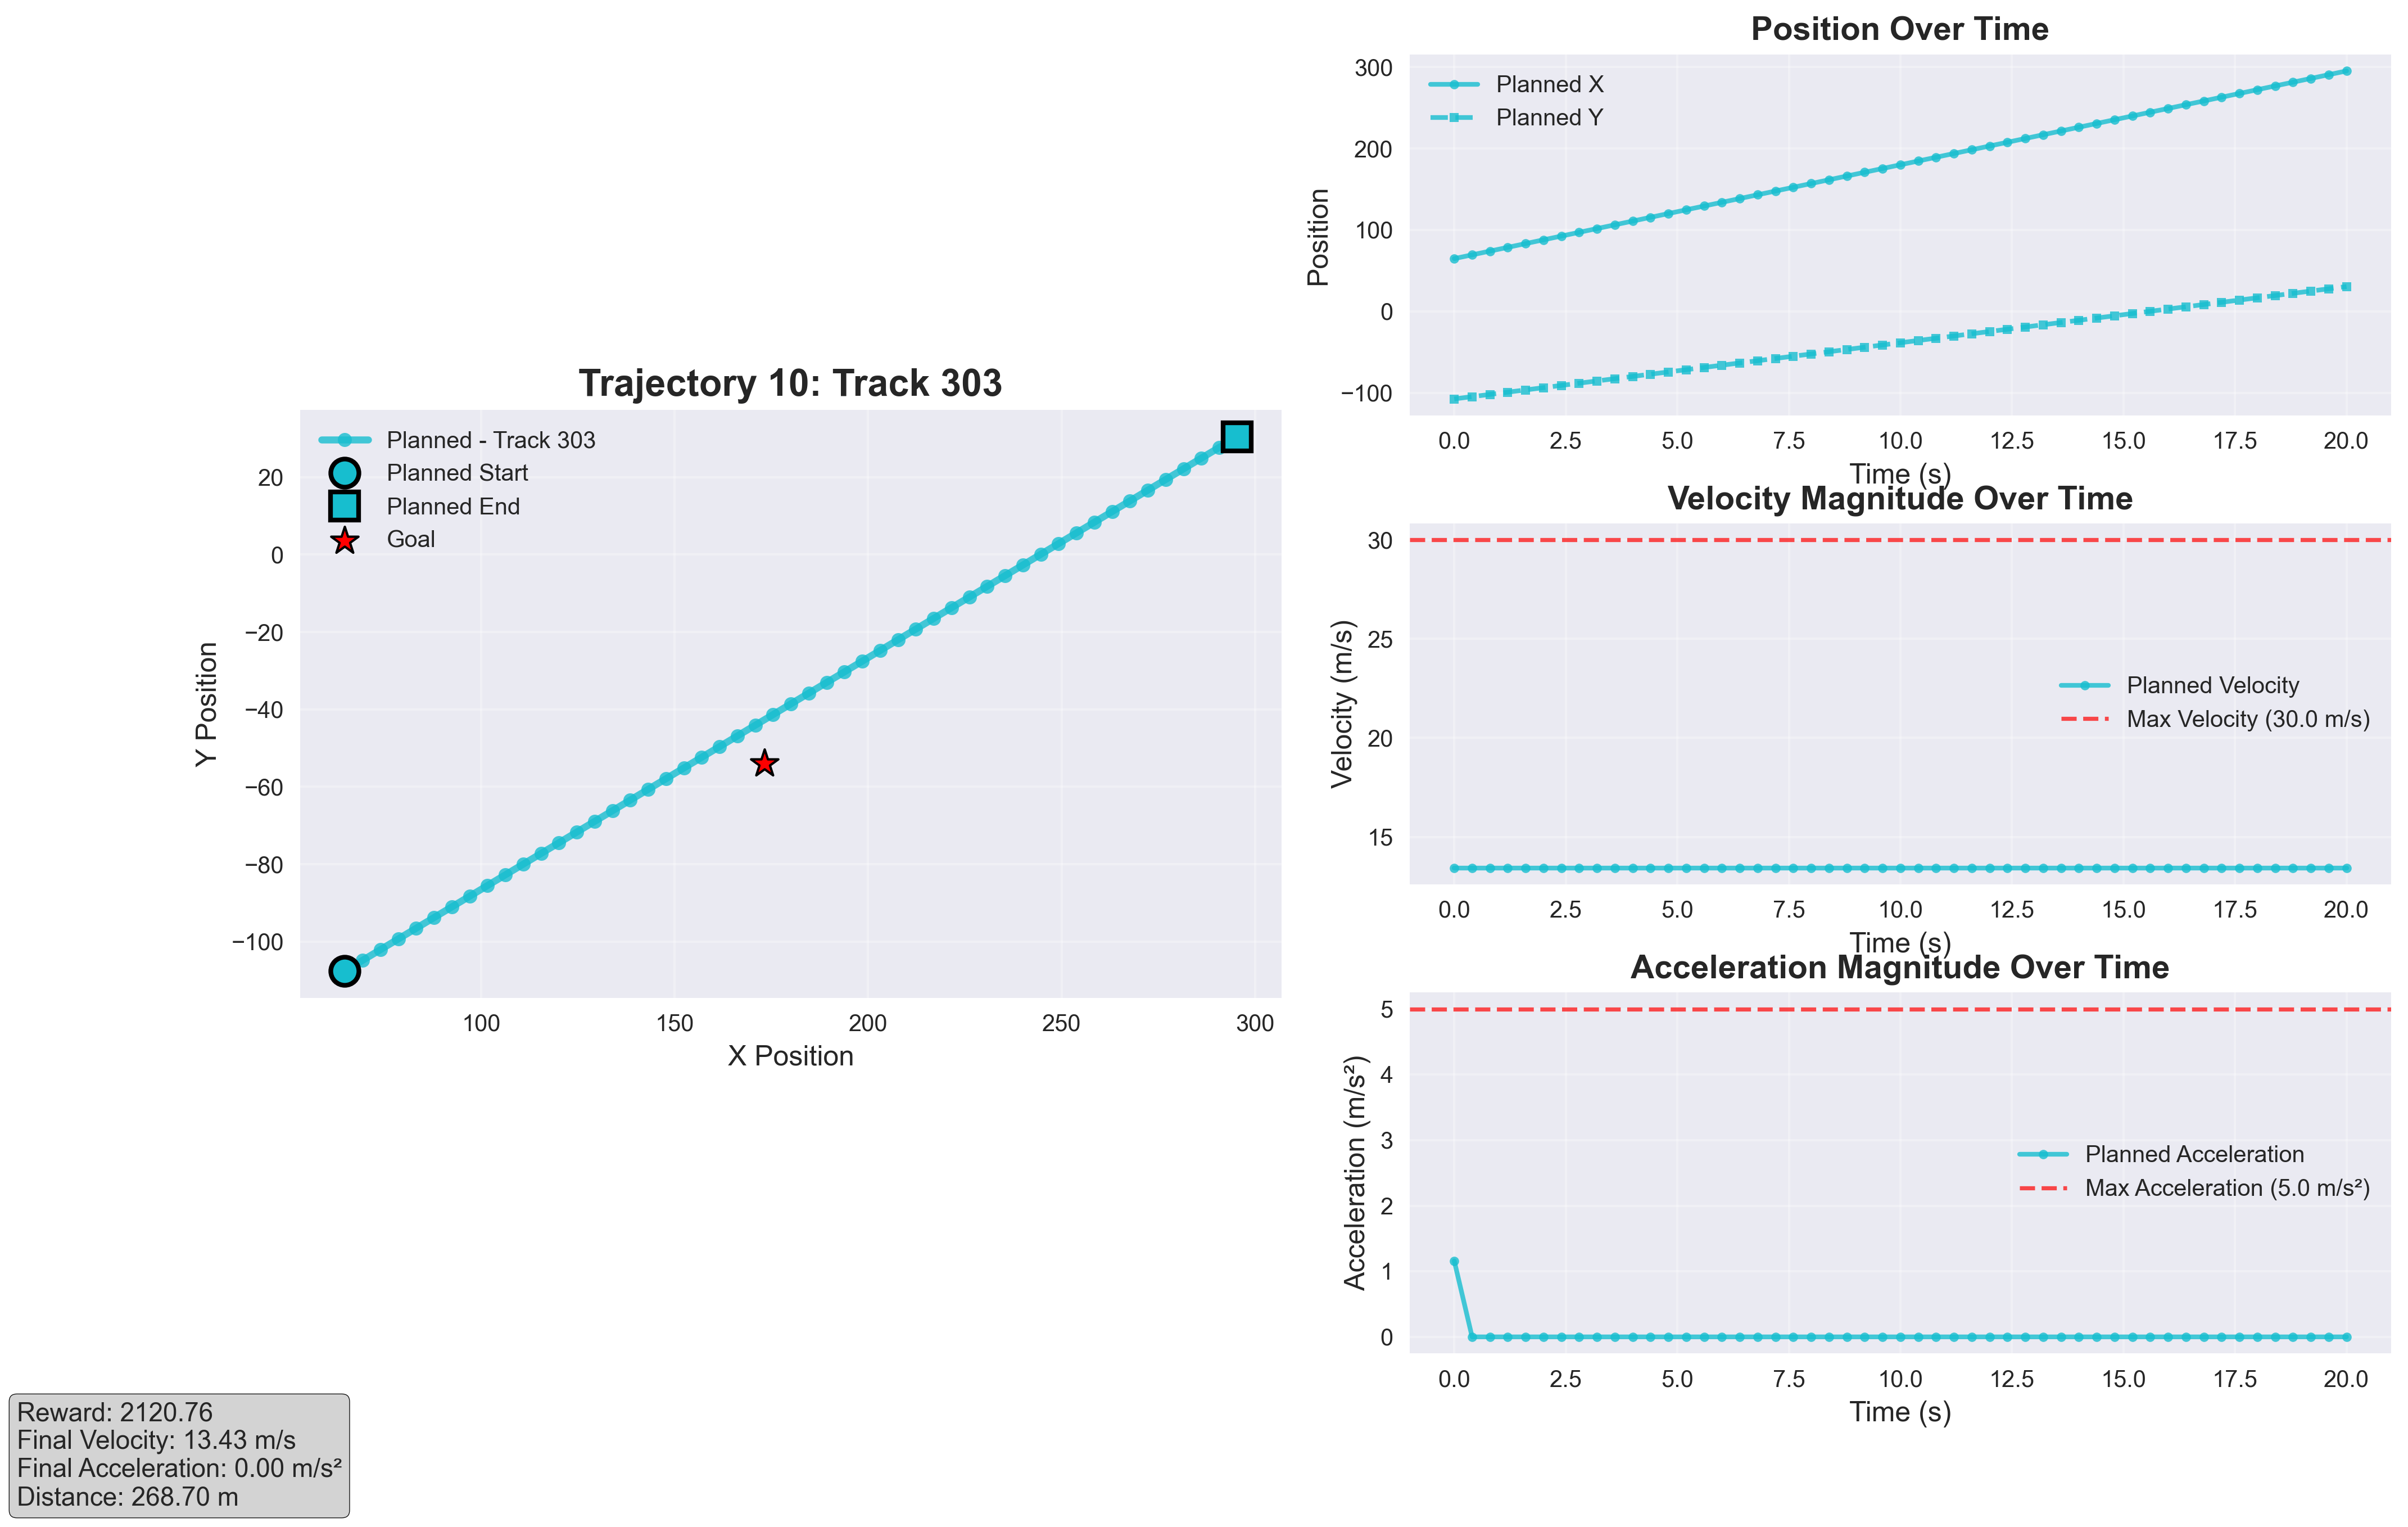 Trajectory 10: Track 303
Planned - Track 303
Planned Start
Planned End
Goal
20
0
−20
−40
−60
−80
−100
Y Position
100 150 200 250 300
X Position
Position Over Time
Planned X
Planned Y
300
200
100
0
−100
Position
0.0 2.5 5.0 7.5 10.0 12.5 15.0 17.5 20.0
Time (s)
Velocity Magnitude Over Time
30
25
20
15
Velocity (m/s)
Planned Velocity
Max Velocity (30.0 m/s)
0.0 2.5 5.0 7.5 10.0 12.5 15.0 17.5 20.0
Time (s)
Acceleration Magnitude Over Time
5
4
3
2
1
0
Acceleration (m/s²)
Planned Acceleration
Max Acceleration (5.0 m/s²)
0.0 2.5 5.0 7.5 10.0 12.5 15.0 17.5 20.0
Time (s)
Reward: 2120.76
Final Velocity: 13.43 m/s
Final Acceleration: 0.00 m/s²
Distance: 268.70 m